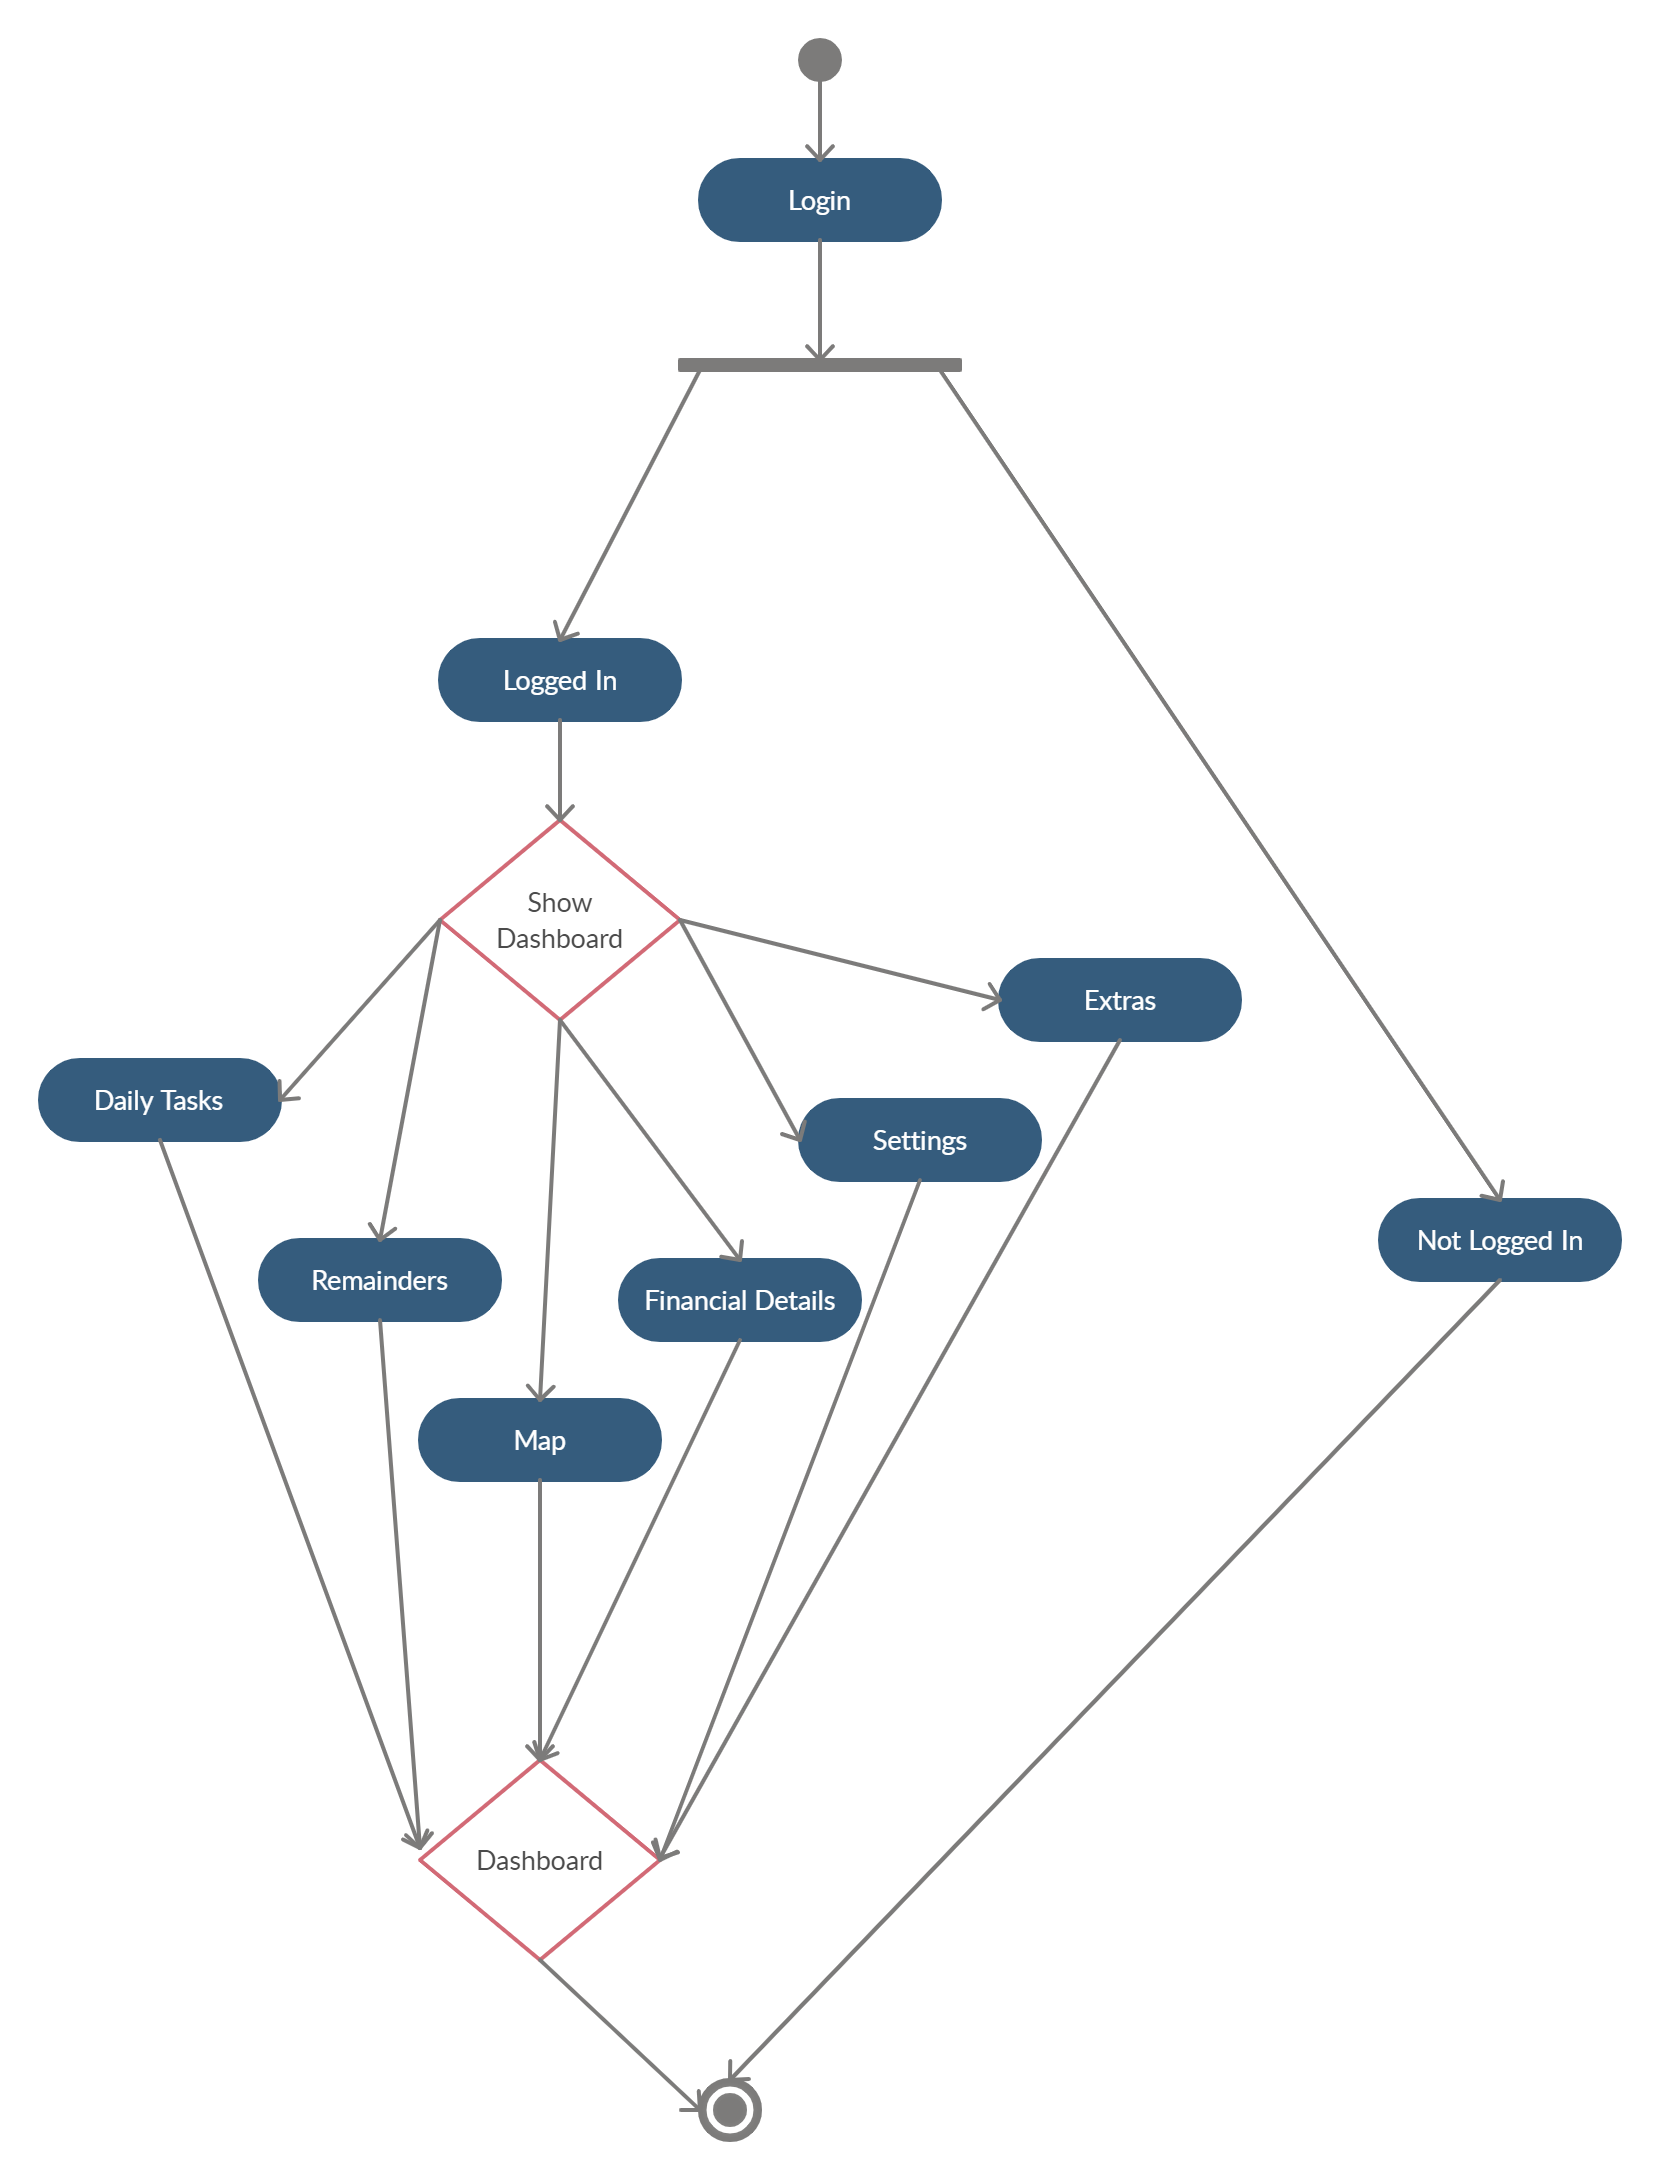 Login
Logged In
Show
Dashboard
Extras
Daily Tasks
Settings
Not Logged In
Remainders
Financial Details
Map
Dashboard